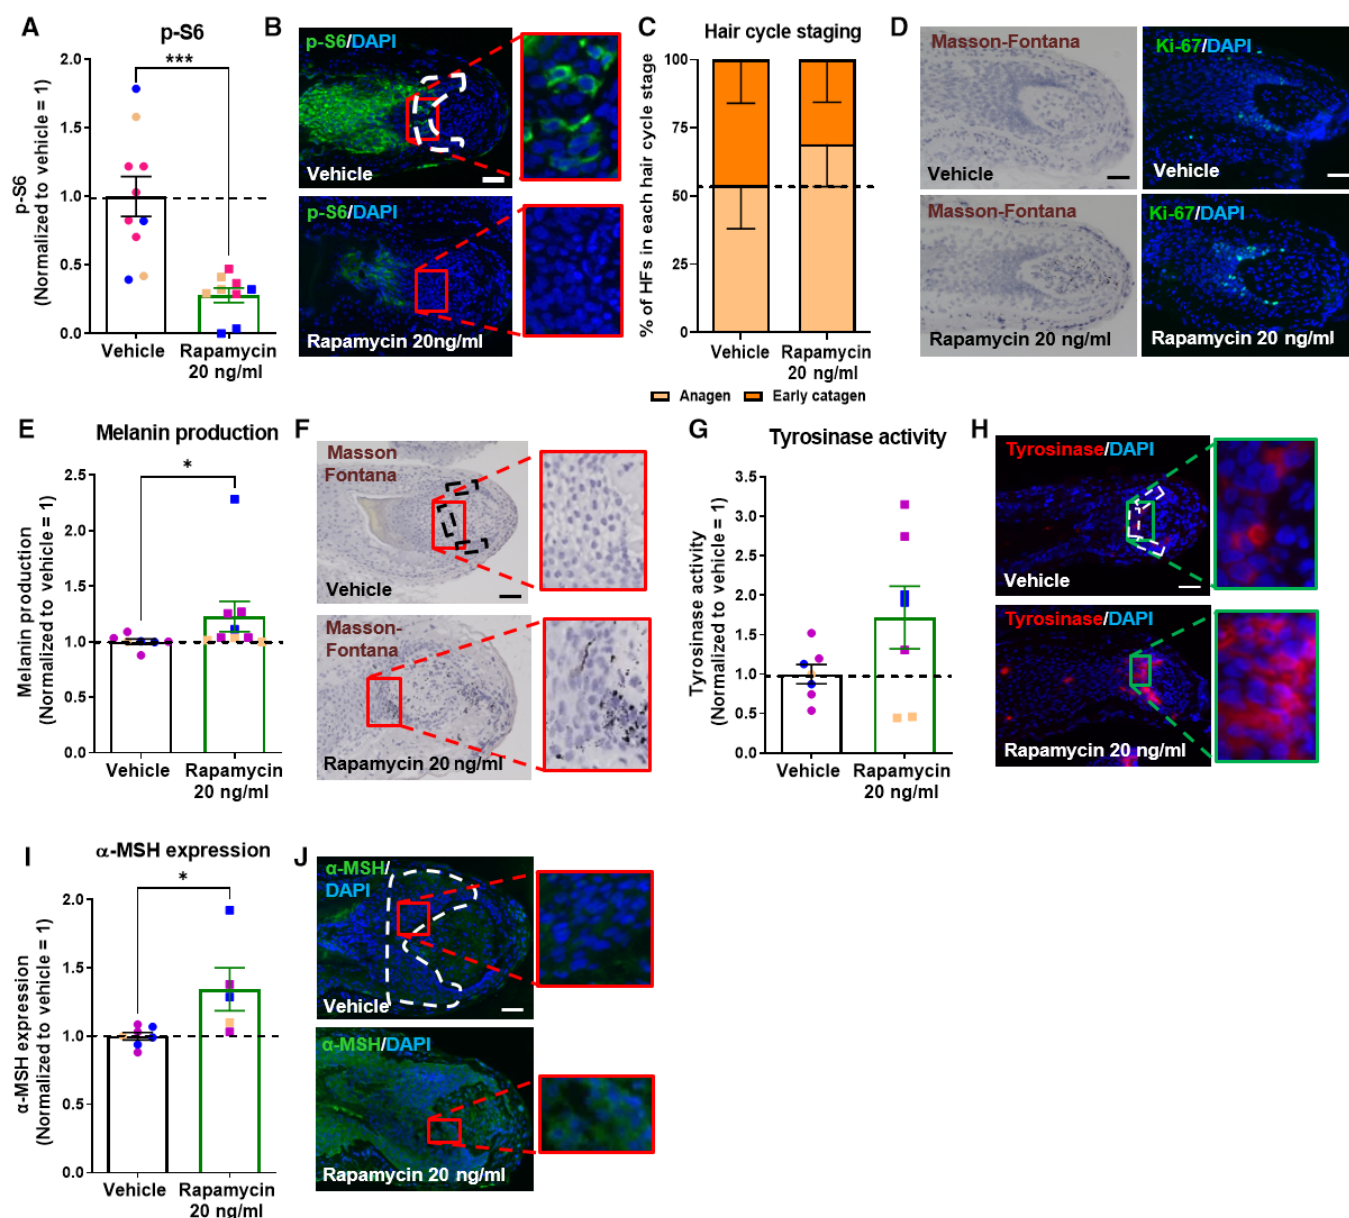 A
p-S6
***
p-S6
(Normalized to vehicle = 1)
2.0
1.5
1.0
0.5
0.0
Vehicle
Rapamycin
20 ng/ml
B
p-S6/DAPI
Vehicle
p-S6/DAPI
Rapamycin 20ng/ml
C
Hair cycle staging
% of HFs in each hair cycle stage
100
75
50
25
0
Vehicle
Rapamycin
20 ng/ml
Anagen
Early catagen
D
Masson-Fontana
Vehicle
Ki-67/DAPI
Vehicle
Masson-Fontana
Rapamycin 20 ng/ml
Ki-67/DAPI
Rapamycin 20 ng/ml
E
Melanin production
*
Melanin production
(Normalized to vehicle = 1)
2.5
2.0
1.5
1.0
0.5
0.0
Vehicle
Rapamycin
20 ng/ml
F
Masson
Fontana
Vehicle
Masson-
Fontana
Rapamycin 20 ng/ml
G
Tyrosinase activity
Tyrosinase activity
(Normalized to vehicle = 1)
3.5
3.0
2.5
2.0
1.5
1.0
0.5
0.0
Vehicle
Rapamycin
20 ng/ml
H
Tyrosinase/DAPI
Vehicle
Tyrosinase/DAPI
Rapamycin 20 ng/ml
I
α-MSH expression
*
α-MSH expression
(Normalized to vehicle = 1)
2.0
1.5
1.0
0.5
0.0
Vehicle
Rapamycin
20 ng/ml
J
α-MSH/
DAPI
Vehicle
α-MSH/DAPI
Rapamycin 20 ng/ml